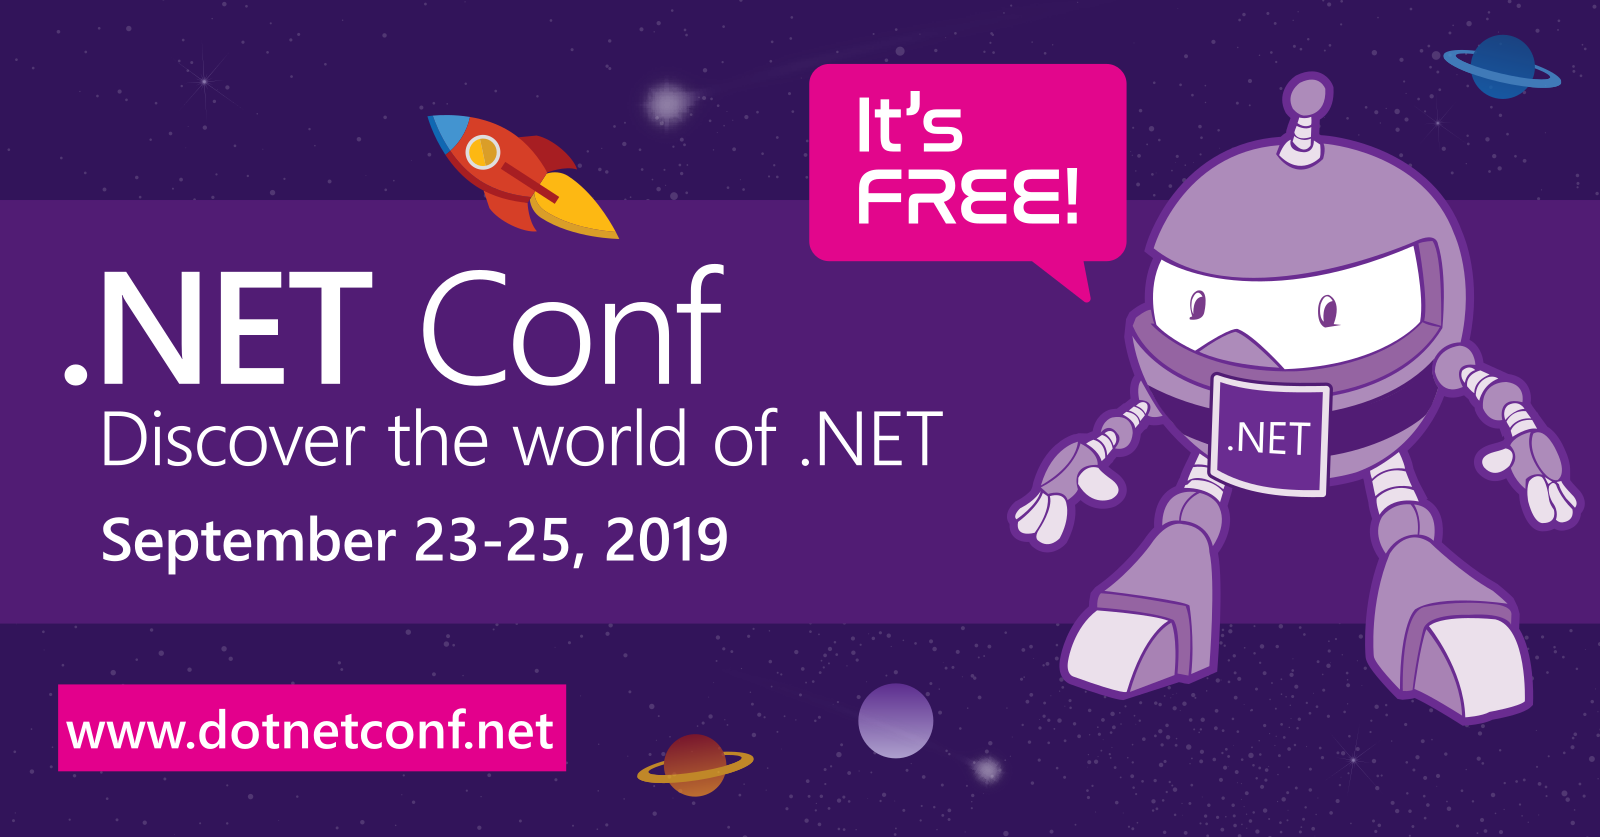 It's
FREE!
.NET Conf
Discover the world of .NET
.NET
September 23-25, 2019
www.dotnetconf.net